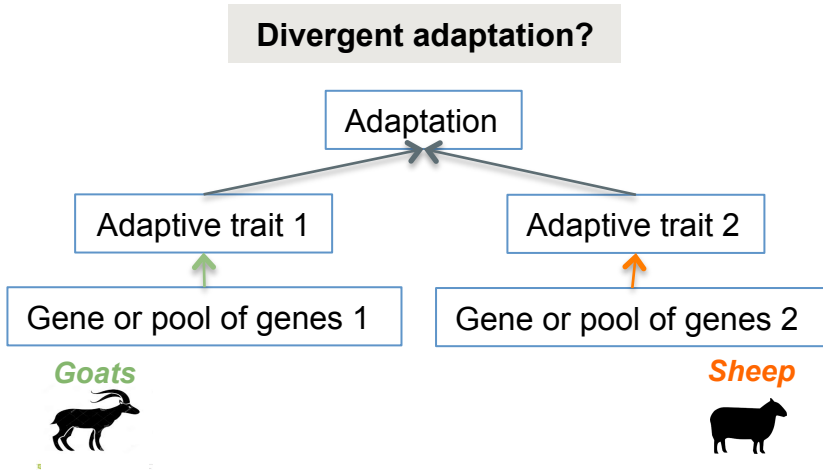 Divergent adaptation?
Adaptation
Adaptive trait 1
Adaptive trait 2
Gene or pool of genes 1
Gene or pool of genes 2
Goats
Sheep